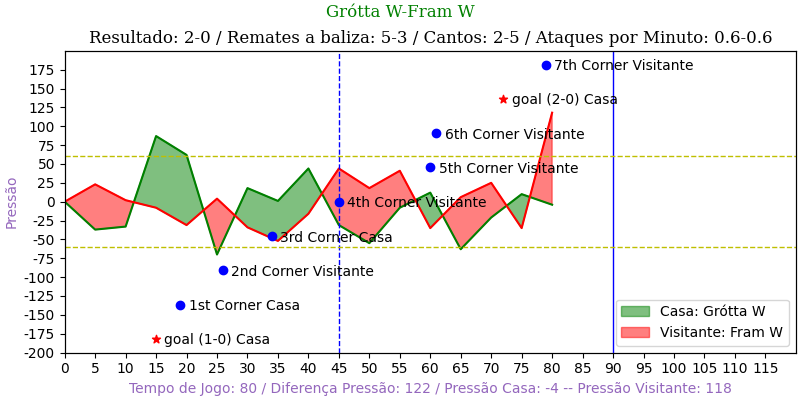 Grótta W-Fram W
Resultado: 2-0 / Remates a baliza: 5-3 / Cantos: 2-5 / Ataques por Minuto: 0.6-0.6
175
150
125
100
75
50
25
0
-25
-50
-75
-100
-125
-150
-175
-200
Pressão
7th Corner Visitante
goal (2-0) Casa
6th Corner Visitante
5th Corner Visitante
4th Corner Visitante
3rd Corner Casa
2nd Corner Visitante
1st Corner Casa
goal (1-0) Casa
Casa: Grótta W
Visitante: Fram W
0 5 10 15 20 25 30 35 40 45 50 55 60 65 70 75 80 85 90 95 100 105 110 115
Tempo de Jogo: 80 / Diferença Pressão: 122 / Pressão Casa: -4 -- Pressão Visitante: 118